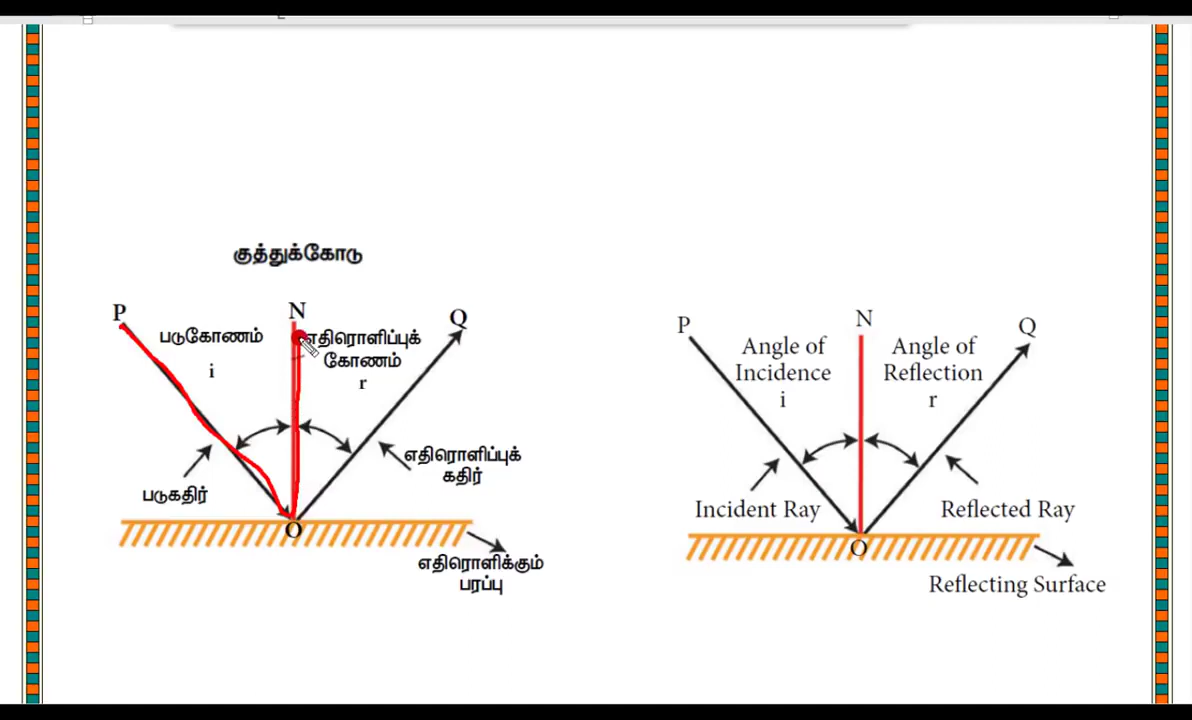 குத்துக்கோடு
P
N
Q
படுகோணம்
i
எதிரொளிப்புக்
கோணம்
r
படுகதிர்
எதிரொளிப்புக்
கதிர்
O
எதிரொளிக்கும்
பரப்பு
P
N
Q
Angle of
Incidence
i
Angle of
Reflection
r
Incident Ray
Reflected Ray
O
Reflecting Surface